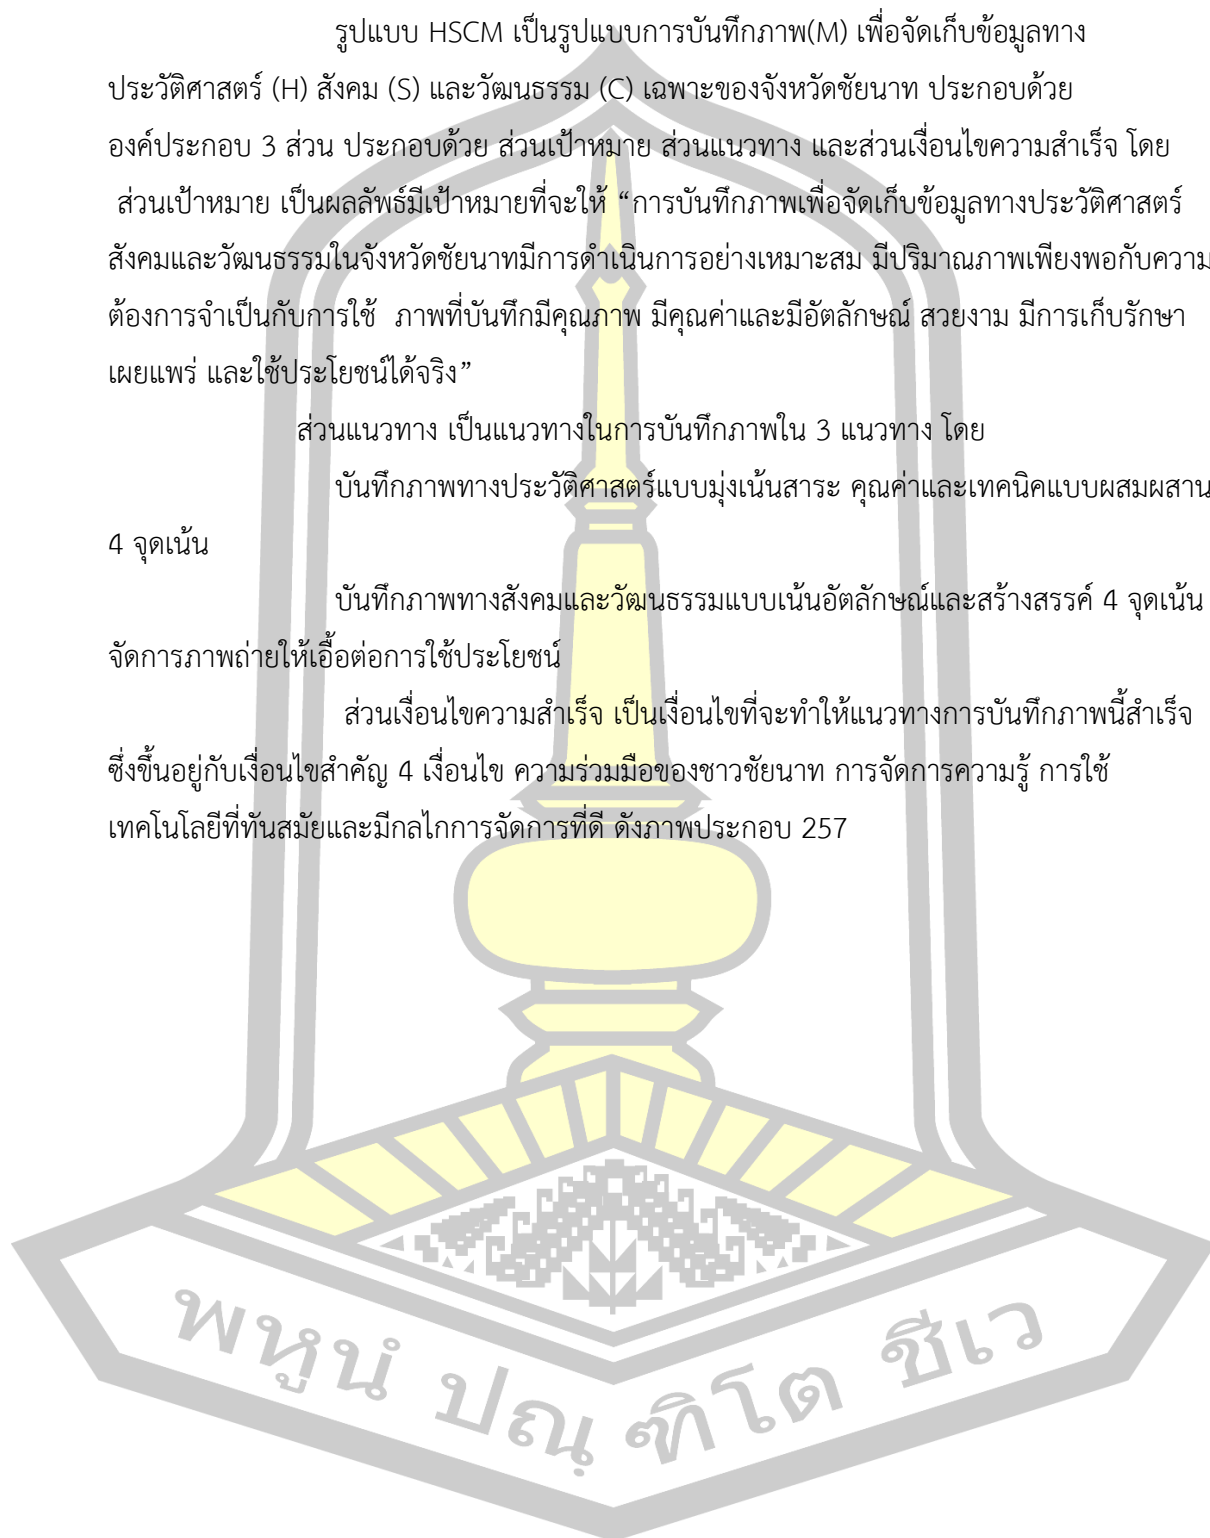 รูปแบบ HSCM เป็นรูปแบบการบันทึกภาพ(M) เพื่อจัดเก็บข้อมูลทาง
ประวัติศาสตร์ (H) สังคม (S) และวัฒนธรรม (C) เฉพาะของจังหวัดชัยนาท ประกอบด้วย
องค์ประกอบ 3 ส่วน ประกอบด้วย ส่วนเป้าหมาย ส่วนแนวทาง และส่วนเงื่อนไขความสำเร็จ โดย
ส่วนเป้าหมาย เป็นผลลัพธ์มีเป้าหมายที่จะให้ “การบันทึกภาพเพื่อจัดเก็บข้อมูลทางประวัติศาสตร์
สังคมและวัฒนธรรมในจังหวัดชัยนาทมีการดำเนินการอย่างเหมาะสม มีปริมาณภาพเพียงพอกับความ
ต้องการจำเป็นกับการใช้ ภาพที่บันทึกมีคุณภาพ มีคุณค่าและมีอัตลักษณ์ สวยงาม มีการเก็บรักษา
เผยแพร่ และใช้ประโยชน์ได้จริง”
ส่วนแนวทาง เป็นแนวทางในการบันทึกภาพใน 3 แนวทาง โดย
บันทึกภาพทางประวัติศาสตร์แบบมุ่งเน้นสาระ คุณค่าและเทคนิคแบบผสมผสาน
4 จุดเน้น
บันทึกภาพทางสังคมและวัฒนธรรมแบบเน้นอัตลักษณ์และสร้างสรรค์ 4 จุดเน้น
จัดการภาพถ่ายให้เอื้อต่อการใช้ประโยชน์
ส่วนเงื่อนไขความสำเร็จ เป็นเงื่อนไขที่จะทำให้แนวทางการบันทึกภาพนี้สำเร็จ
ซึ่งขึ้นอยู่กับเงื่อนไขสำคัญ 4 เงื่อนไข ความร่วมมือของชาวชัยนาท การจัดการความรู้ การใช้
เทคโนโลยีที่ทันสมัยและมีกลไกการจัดการที่ดี ดังภาพประกอบ 257
พหูนํ ปณฺ ฑิโต ชีเว